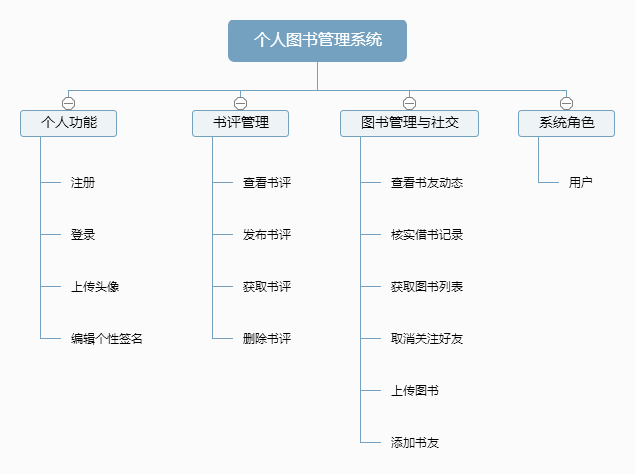 个人图书管理系统
个人功能
注册
登录
上传头像
编辑个性签名
书评管理
查看书评
发布书评
获取书评
删除书评
图书管理与社交
查看书友动态
核实借书记录
获取图书列表
取消关注好友
上传图书
添加书友
系统角色
用户